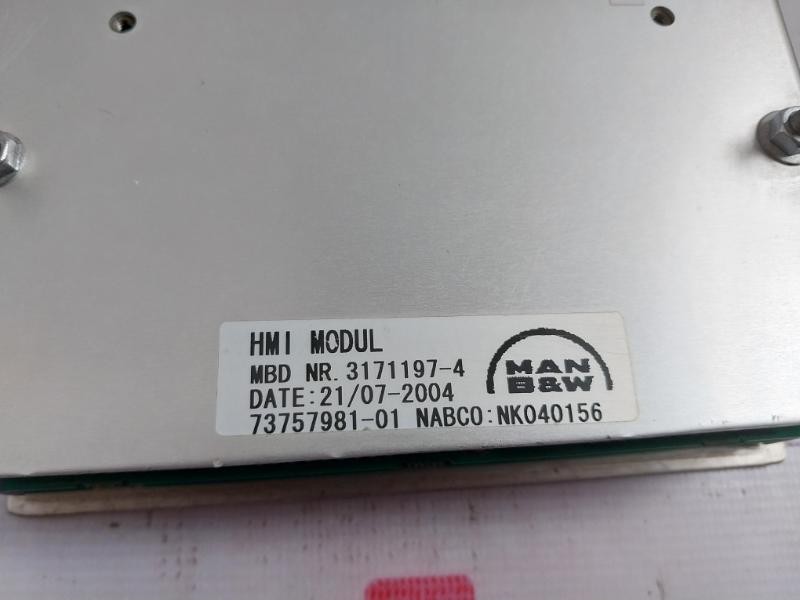 HMI MODUL
MBD NR. 3171197-4
DATE:21/07-2004
73757981-01 NABCO:NK040156
MAN
B&W